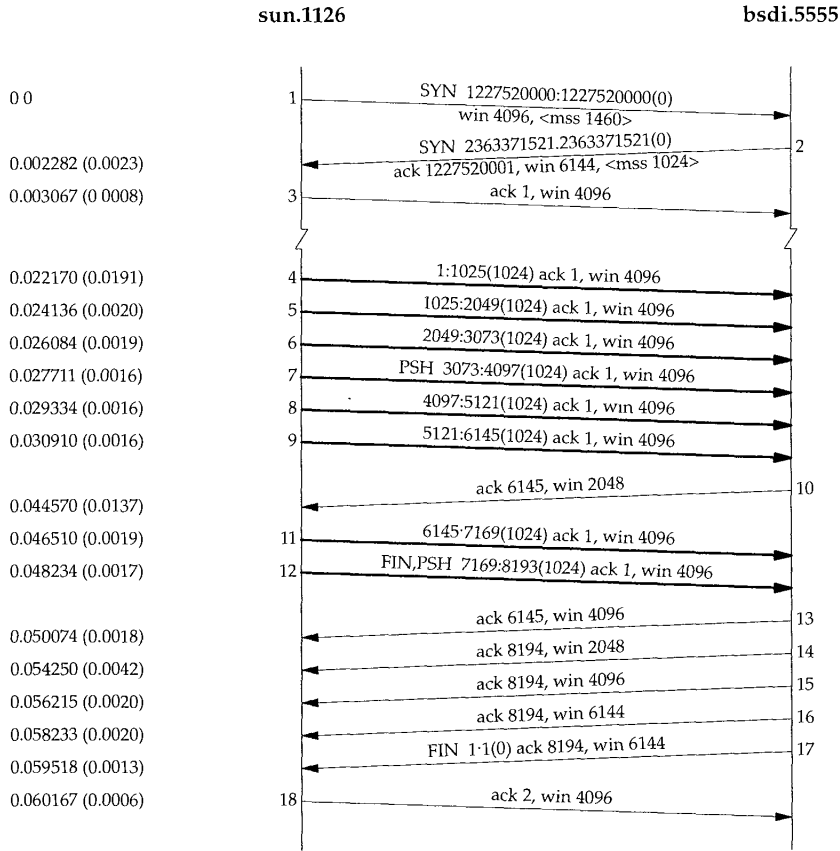 sun.1126 bsdi.5555
0 0 1 SYN 1227520000:1227520000(0)
win 4096, <mss 1460>
SYN 2363371521.2363371521(0) 2
0.002282 (0.0023) ack 1227520001, win 6144, <mss 1024>
0.003067 (0 0008) 3 ack 1, win 4096
0.022170 (0.0191) 4 1:1025(1024) ack 1, win 4096
0.024136 (0.0020) 5 1025:2049(1024) ack 1, win 4096
0.026084 (0.0019) 6 2049:3073(1024) ack 1, win 4096
0.027711 (0.0016) 7 PSH 3073:4097(1024) ack 1, win 4096
0.029334 (0.0016) 8 4097:5121(1024) ack 1, win 4096
0.030910 (0.0016) 9 5121:6145(1024) ack 1, win 4096
ack 6145, win 2048 10
0.044570 (0.0137)
0.046510 (0.0019) 11 6145·7169(1024) ack 1, win 4096
0.048234 (0.0017) 12 FIN,PSH 7169:8193(1024) ack 1, win 4096
ack 6145, win 4096 13
0.050074 (0.0018)
ack 8194, win 2048 14
0.054250 (0.0042)
ack 8194, win 4096 15
0.056215 (0.0020)
ack 8194, win 6144 16
0.058233 (0.0020)
FIN 1·1(0) ack 8194, win 6144 17
0.059518 (0.0013)
0.060167 (0.0006) 18 ack 2, win 4096